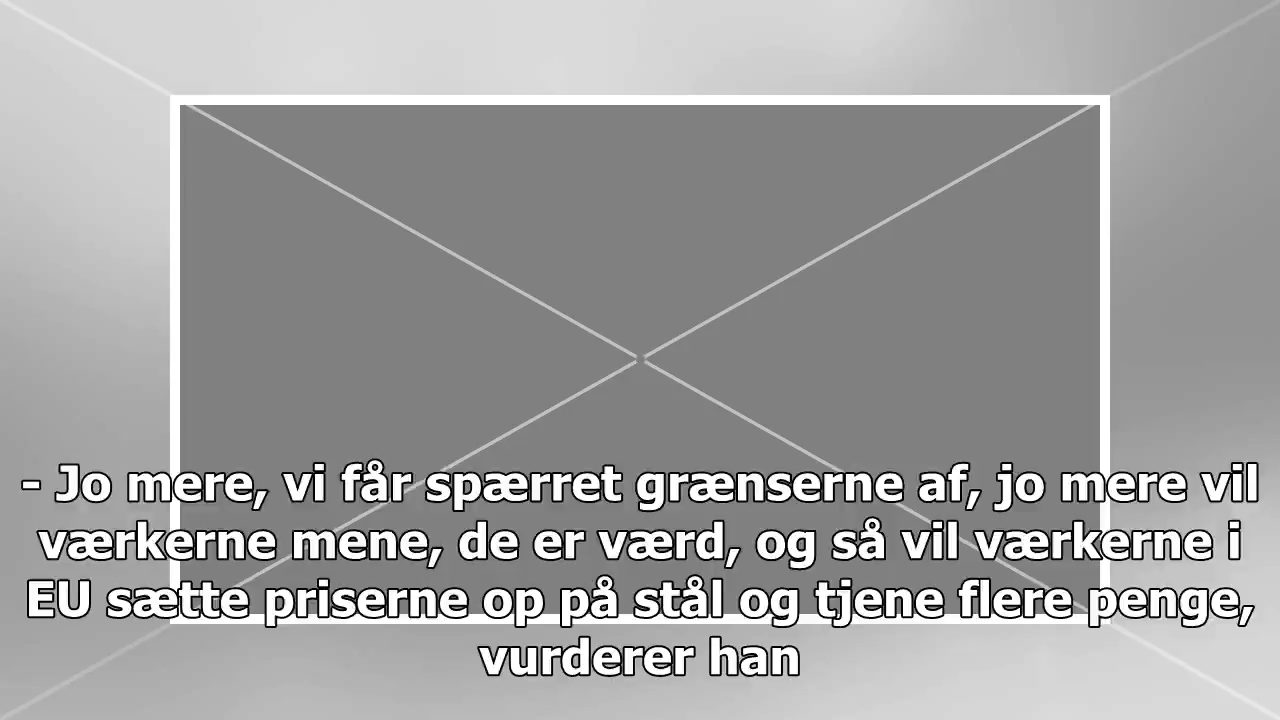 - Jo mere, vi får spærret grænserne af, jo mere vil
værkerne mene, de er værd, og så vil værkerne i
EU sætte priserne op på stål og tjene flere penge,
vurderer han